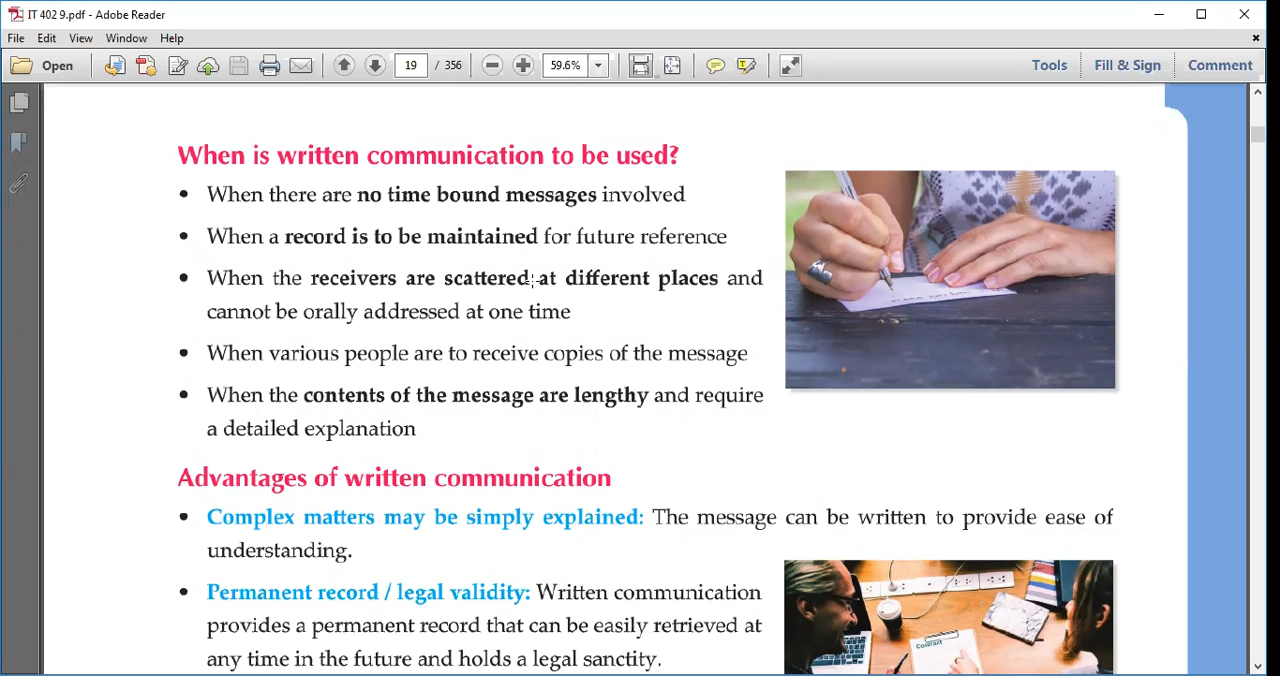 IT 402 9.pdf - Adobe Reader
File Edit View Window Help
Open 19 / 356 59.6% Tools Fill & Sign Comment
When is written communication to be used?
• When there are no time bound messages involved
• When a record is to be maintained for future reference
• When the receivers are scattered at different places and
cannot be orally addressed at one time
• When various people are to receive copies of the message
• When the contents of the message are lengthy and require
a detailed explanation
Advantages of written communication
• Complex matters may be simply explained: The message can be written to provide ease of
understanding.
• Permanent record / legal validity: Written communication
provides a permanent record that can be easily retrieved at
any time in the future and holds a legal sanctity.
Contract